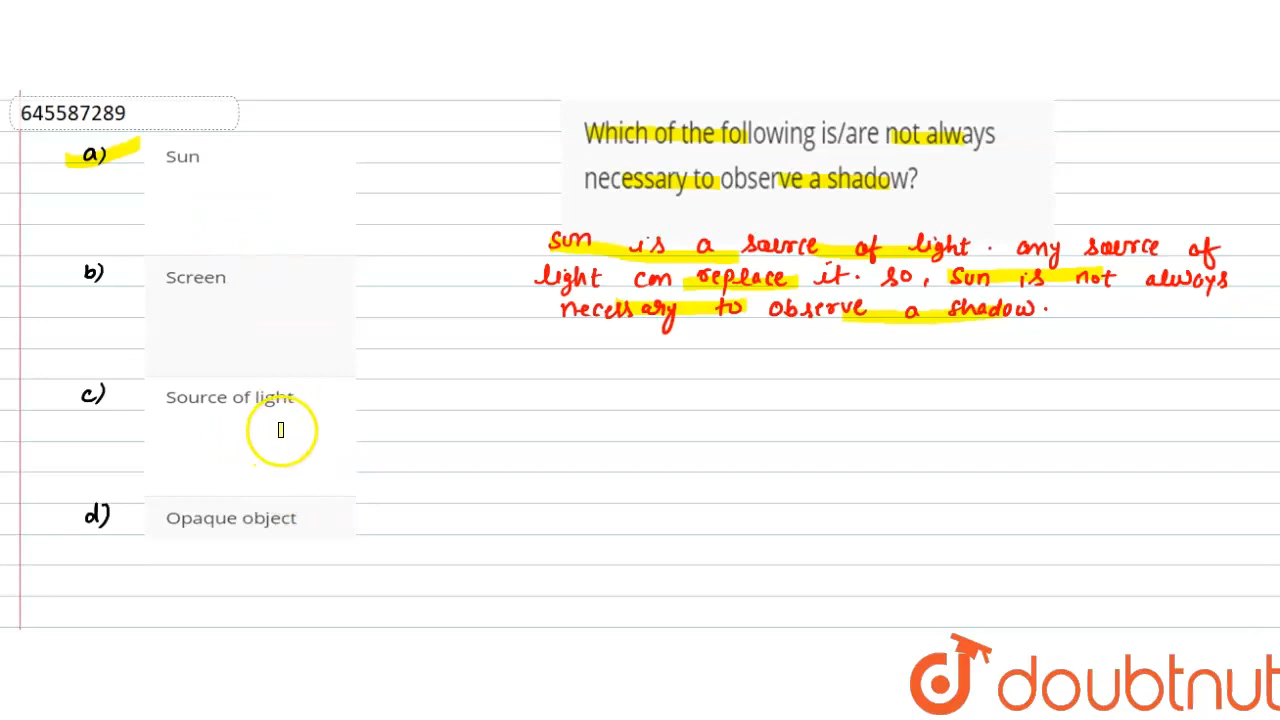 645587289
a) Sun
b) Screen
c) Source of light
d) Opaque object
Which of the following is/are not always
necessary to observe a shadow?
Sun is a source of light. any source of
light can replace it. so, sun is not always
necessary to observe a shadow.
doubtnut